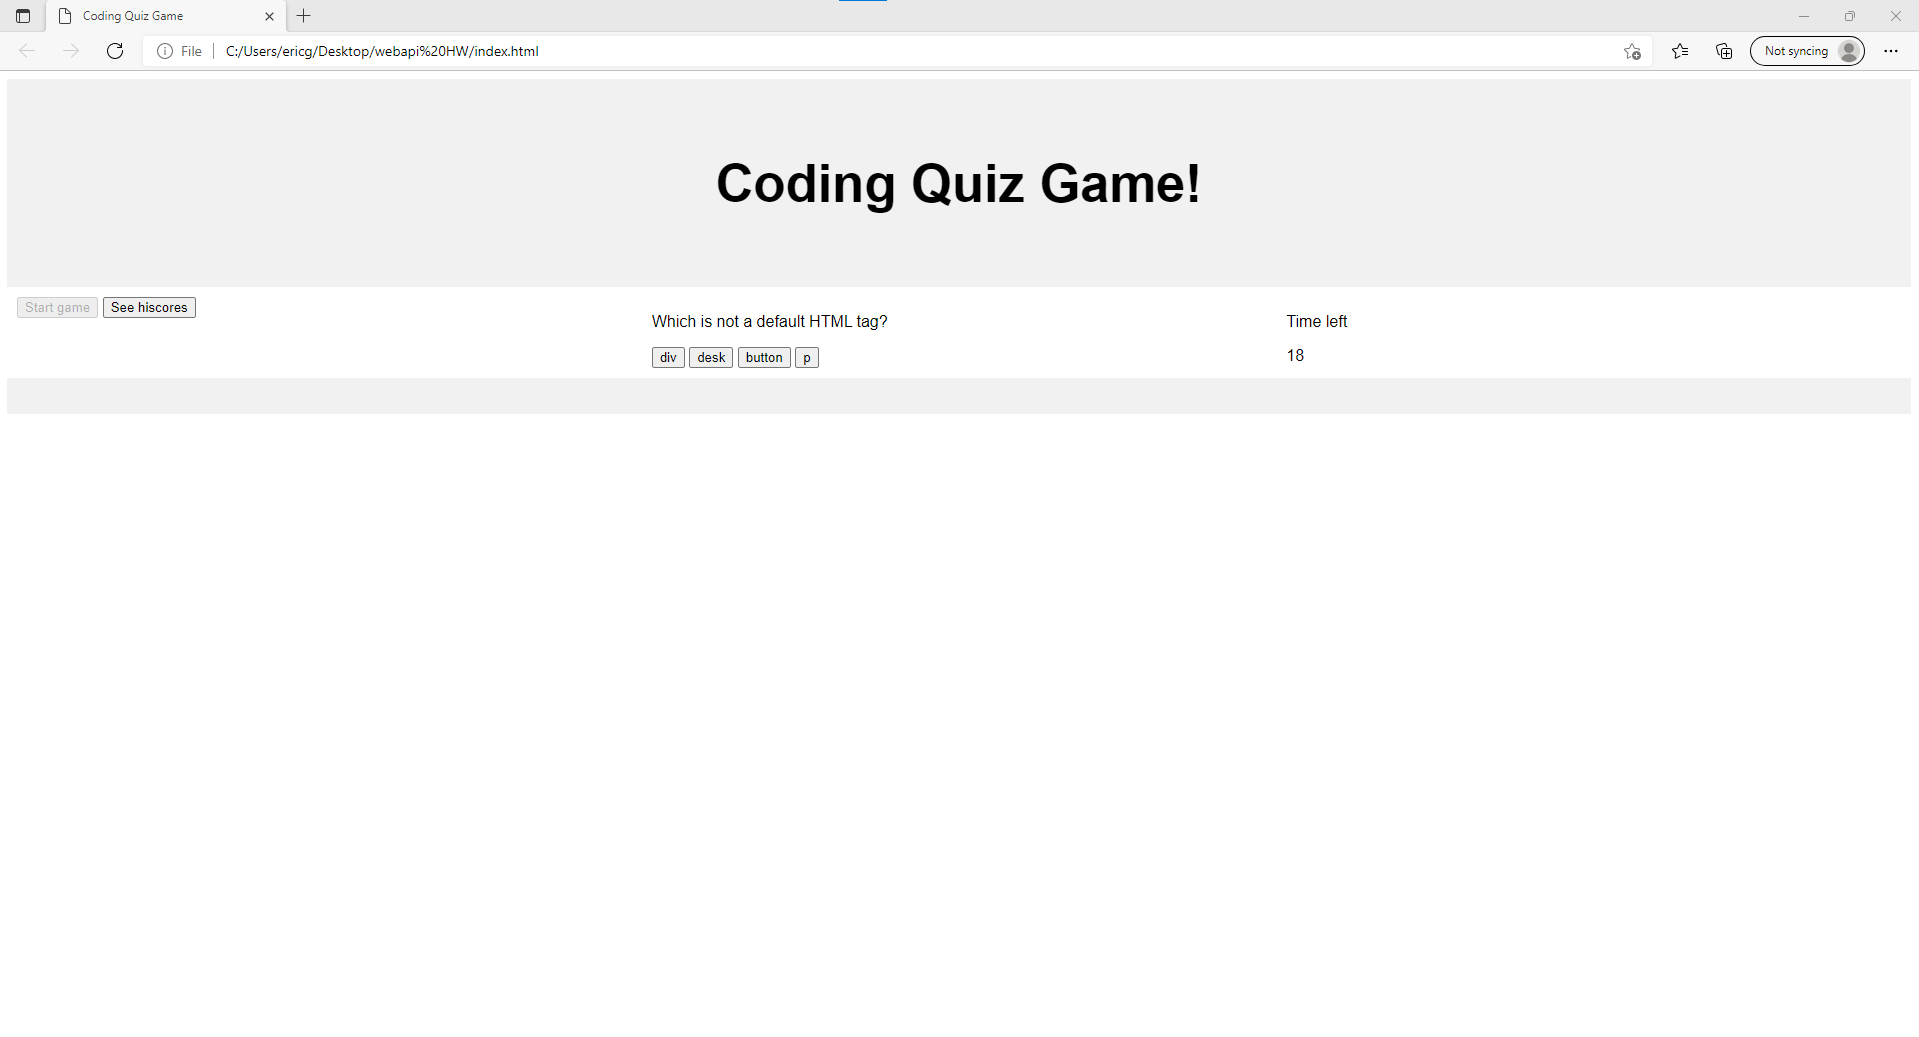 Coding Quiz Game
File
C:/Users/ericg/Desktop/webapi%20HW/index.html
Not syncing
Coding Quiz Game!
Start game
See hiscores
Which is not a default HTML tag?
Time left
div
desk
button
p
18